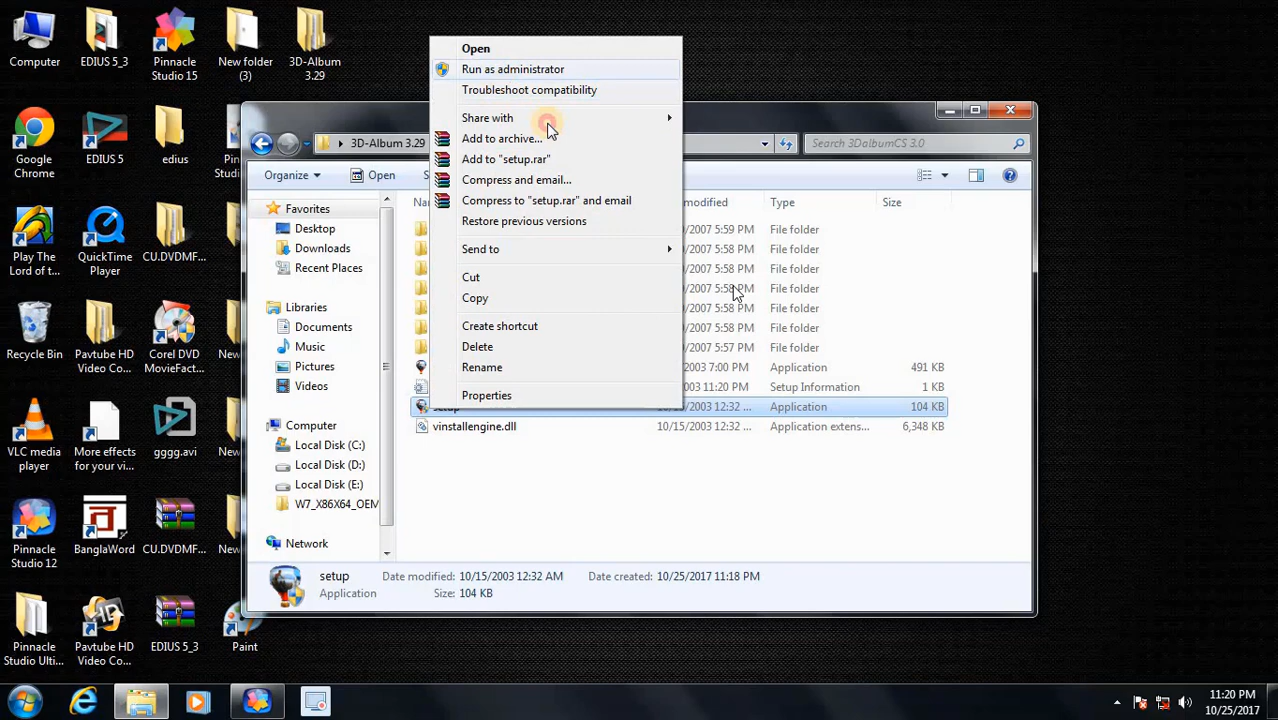 Computer
EDIUS 5_3
Pinnacle
Studio 15
New folder
(3)
3D-Album
3.29
Google
Chrome
EDIUS 5
edius
Pinnacle
Play The
Lord of t...
QuickTime
Player
CU.DVDMF...
Recycle Bin
Pavtube HD
Video Co...
Corel DVD
MovieFact...
VLC media
player
More effects
for your vi...
gggg.avi
Pinnacle
Studio 12
BanglaWord
CU.DVDMF...
Pinnacle
Studio Ulti...
Pavtube HD
Video Co...
EDIUS 5_3
Paint
3D-Album 3.29
Search 3DalbumCS 3.0
Organize
Open
Favorites
Desktop
Downloads
Recent Places
Libraries
Documents
Music
Pictures
Videos
Computer
Local Disk (C:)
Local Disk (D:)
Local Disk (E:)
W7_X86X64_OEM
Network
Open
Run as administrator
Troubleshoot compatibility
Share with
Add to archive...
Add to "setup.rar"
Compress and email...
Compress to "setup.rar" and email
Restore previous versions
Send to
Cut
Copy
Create shortcut
Delete
Rename
Properties
modified Type Size
/2007 5:59 PM File folder
/2007 5:58 PM File folder
/2007 5:58 PM File folder
/2007 5:58 PM File folder
/2007 5:58 PM File folder
/2007 5:58 PM File folder
/2007 5:57 PM File folder
2003 7:00 PM Application 491 KB
2003 11:20 PM Setup Information 1 KB
setup 10/15/2003 12:32 ... Application 104 KB
vinstallengine.dll 10/15/2003 12:32 ... Application extens... 6,348 KB
setup Date modified: 10/15/2003 12:32 AM Date created: 10/25/2017 11:18 PM
Application Size: 104 KB
11:20 PM
10/25/2017